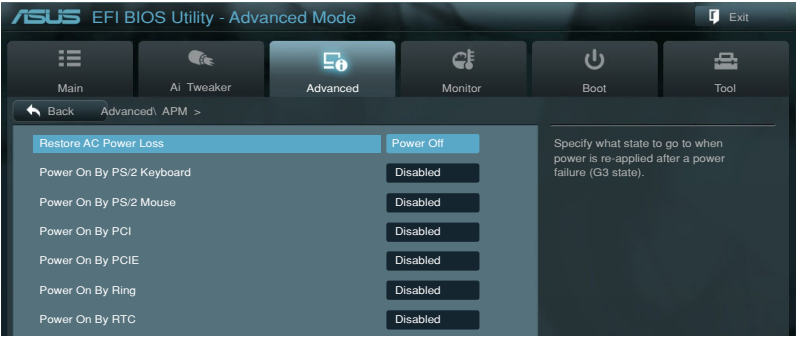 ASUS EFI BIOS Utility - Advanced Mode
Exit
Main
Ai Tweaker
Advanced
Monitor
Boot
Tool
Back Advanced\ APM >
Restore AC Power Loss Power Off
Power On By PS/2 Keyboard Disabled
Power On By PS/2 Mouse Disabled
Power On By PCI Disabled
Power On By PCIE Disabled
Power On By Ring Disabled
Power On By RTC Disabled
Specify what state to go to when
power is re-applied after a power
failure (G3 state).